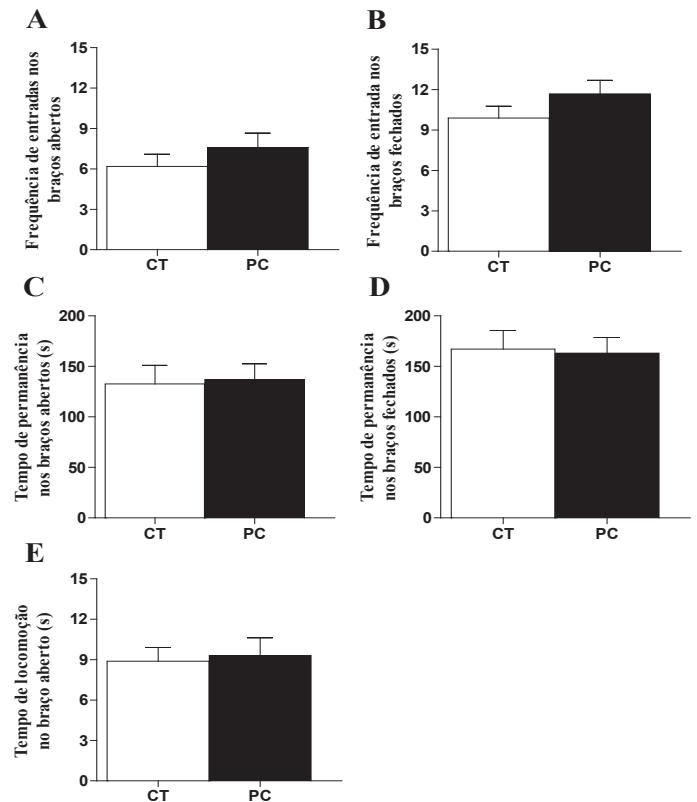 A
Frequência de entradas nos
braços abertos
15
12
9
6
3
0
CT
PC
B
Frequência de entrada nos
braços fechados
15
12
9
6
3
0
CT
PC
C
Tempo de permanência
nos braços abertos (s)
200
150
100
50
0
CT
PC
D
Tempo de permanência
nos braços fechados (s)
200
150
100
50
0
CT
PC
E
Tempo de locomoção
no braço aberto (s)
15
12
9
6
3
0
CT
PC